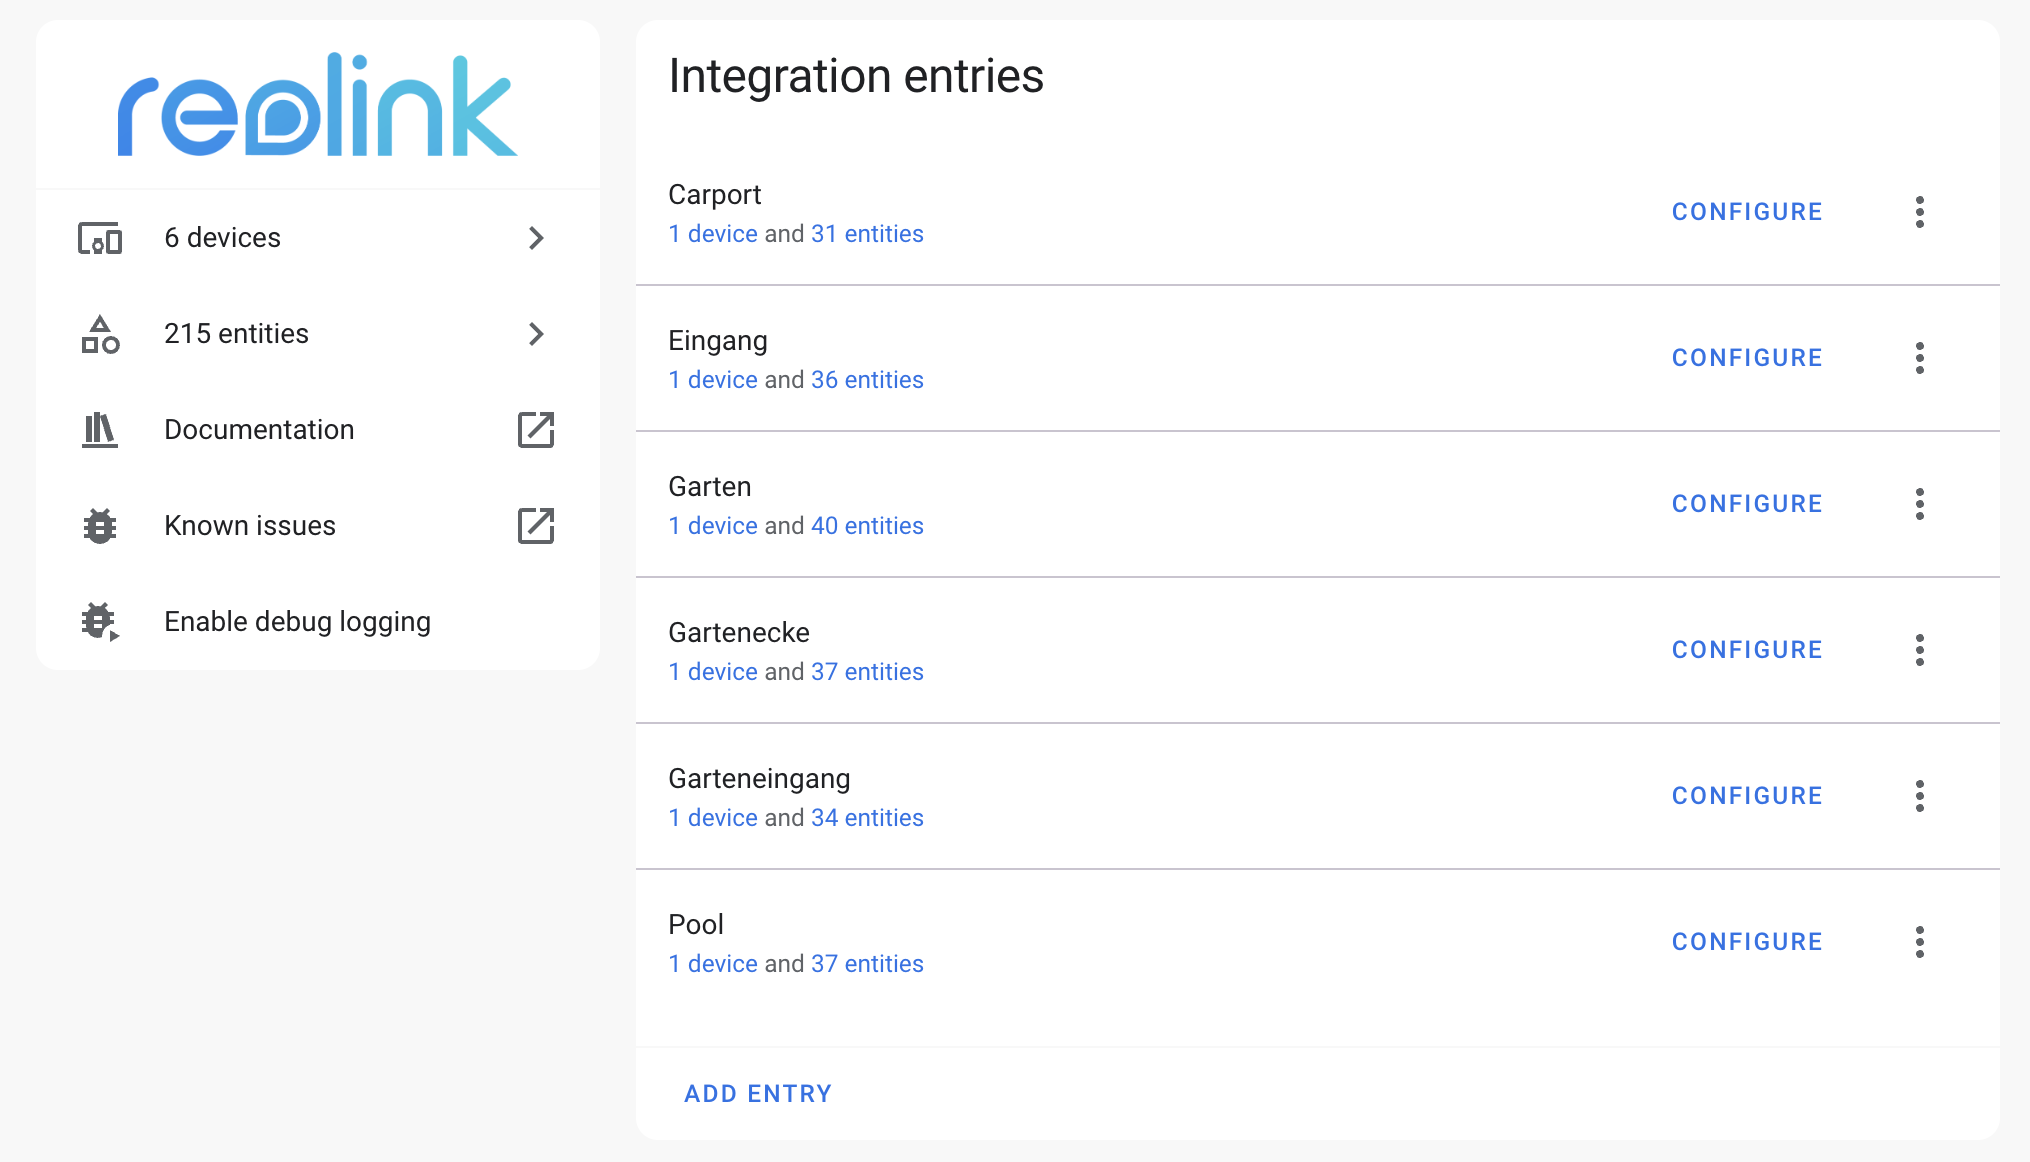 reolink
6 devices
215 entities
Documentation
Known issues
Enable debug logging
Integration entries
Carport
1 device and 31 entities
CONFIGURE
Eingang
1 device and 36 entities
CONFIGURE
Garten
1 device and 40 entities
CONFIGURE
Gartenecke
1 device and 37 entities
CONFIGURE
Garteneingang
1 device and 34 entities
CONFIGURE
Pool
1 device and 37 entities
CONFIGURE
ADD ENTRY